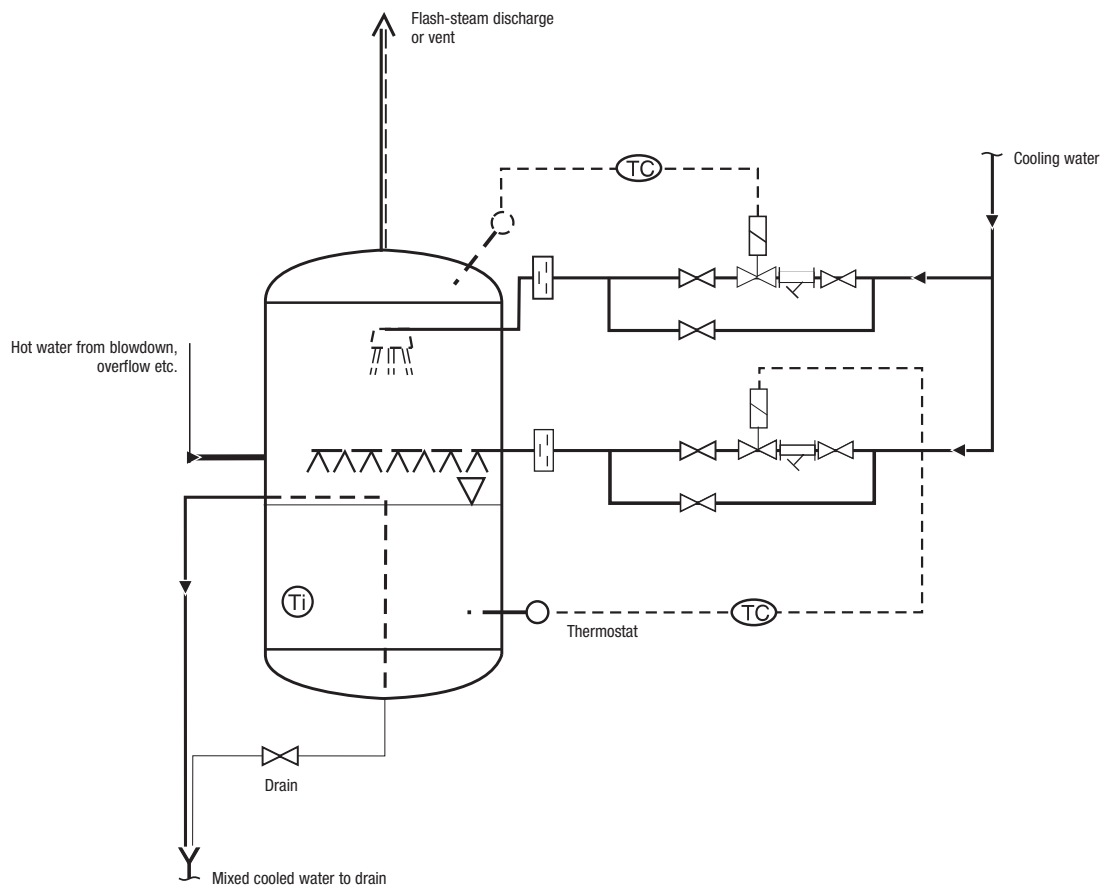 Flash-steam discharge
or vent
TC
Cooling water
Hot water from blowdown,
overflow etc.
Ti
TC
Thermostat
Drain
Mixed cooled water to drain